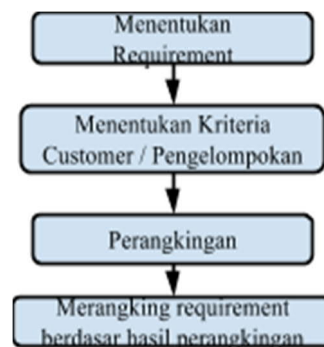 Menentukan
Requirement
Menentukan Kriteria
Customer / Pengelompokan
Perangkingan
Merangking requirement
berdasar hasil perangkingan